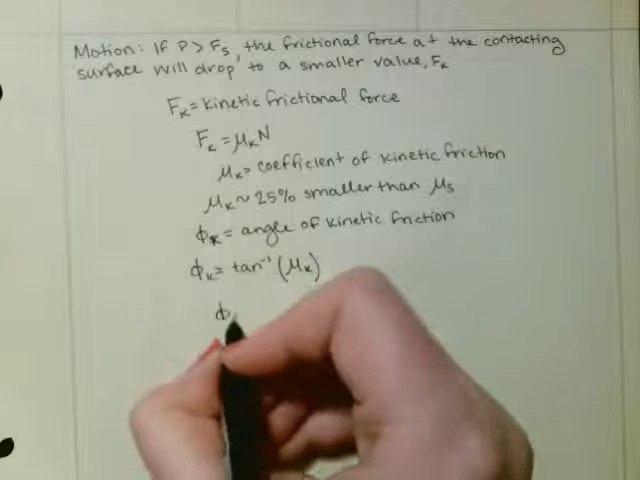 Motion: If P > Fs, the frictional force at the contacting
surface will drop to a smaller value, Fk
Fk = kinetic frictional force
Fk = μkN
μk = coefficient of kinetic friction
μk ~ 25% smaller than μs
ϕk = angle of kinetic friction
ϕk = tan⁻¹ (μk)
ϕ